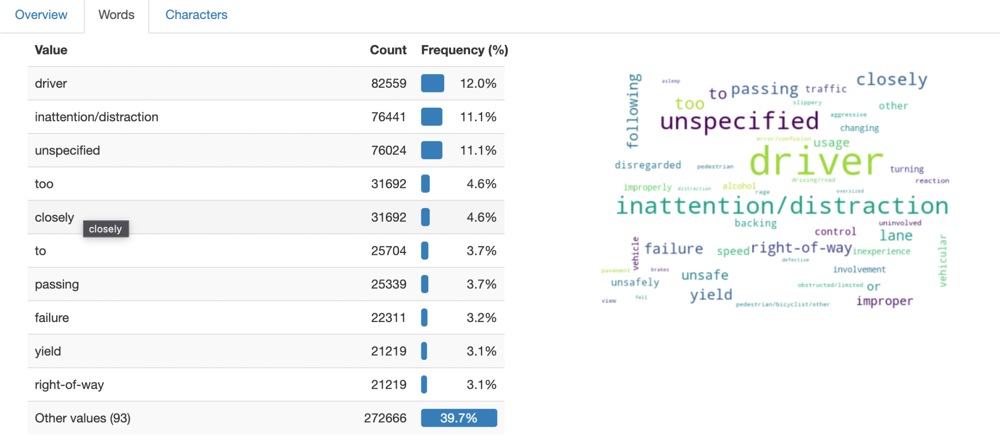 Overview Words Characters
Value Count Frequency (%)
driver 82559 12.0%
inattention/distraction 76441 11.1%
unspecified 76024 11.1%
too 31692 4.6%
closely 31692 4.6%
closely
to 25704 3.7%
passing 25339 3.7%
failure 22311 3.2%
yield 21219 3.1%
right-of-way 21219 3.1%
Other values (93) 272666 39.7%
following
asleep
to passing traffic closely
too slippery other
unspecified aggressive
changing
error/confusion usage
disregarded pedestrian driver turning
driving/road reaction
improperly distraction alcohol rage oversized
inattention/distraction
backing uninvolved
control lane
vehicle failure speed right-of-way inexperience vehicular
defective
pavement brakes unsafe involvement
unsafely obstructed/limited or
view fell yield pedestrian/bicyclist/other improper